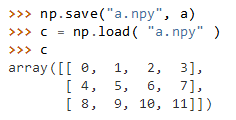 >>> np.save("a.npy", a)
>>> c = np.load( "a.npy" )
>>> c
array([[ 0,  1,  2,  3],
       [ 4,  5,  6,  7],
       [ 8,  9, 10, 11]])